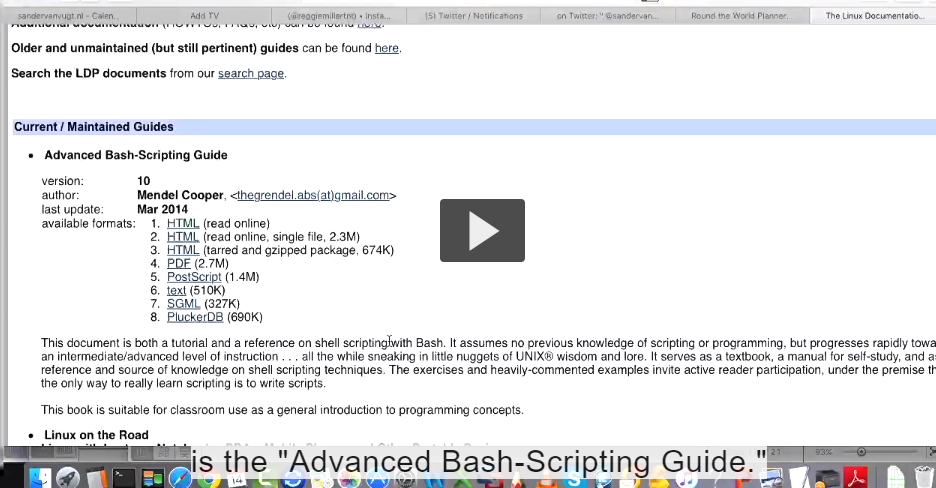 sandervanvugt.nl - Calen...
Add TV
(@reggiemillertnt) • Insta...
(5) Twitter / Notifications
on Twitter: "@sandervan...
Round the World Planner...
The Linux Documentatio...
Additional documentation (HOWTOs, FAQs, etc) can be found here.
Older and unmaintained (but still pertinent) guides can be found here.
Search the LDP documents from our search page.
Current / Maintained Guides
• Advanced Bash-Scripting Guide
version: 10
author: Mendel Cooper, <thegrendel.abs(at)gmail.com>
last update: Mar 2014
available formats: 1. HTML (read online)
2. HTML (read online, single file, 2.3M)
3. HTML (tarred and gzipped package, 674K)
4. PDF (2.7M)
5. PostScript (1.4M)
6. text (510K)
7. SGML (327K)
8. PluckerDB (690K)
This document is both a tutorial and a reference on shell scripting with Bash. It assumes no previous knowledge of scripting or programming, but progresses rapidly towa
an intermediate/advanced level of instruction . . . all the while sneaking in little nuggets of UNIX® wisdom and lore. It serves as a textbook, a manual for self-study, and as
reference and source of knowledge on shell scripting techniques. The exercises and heavily-commented examples invite active reader participation, under the premise th
the only way to really learn scripting is to write scripts.
This book is suitable for classroom use as a general introduction to programming concepts.
• Linux on the Road
21
93%
is the "Advanced Bash-Scripting Guide."